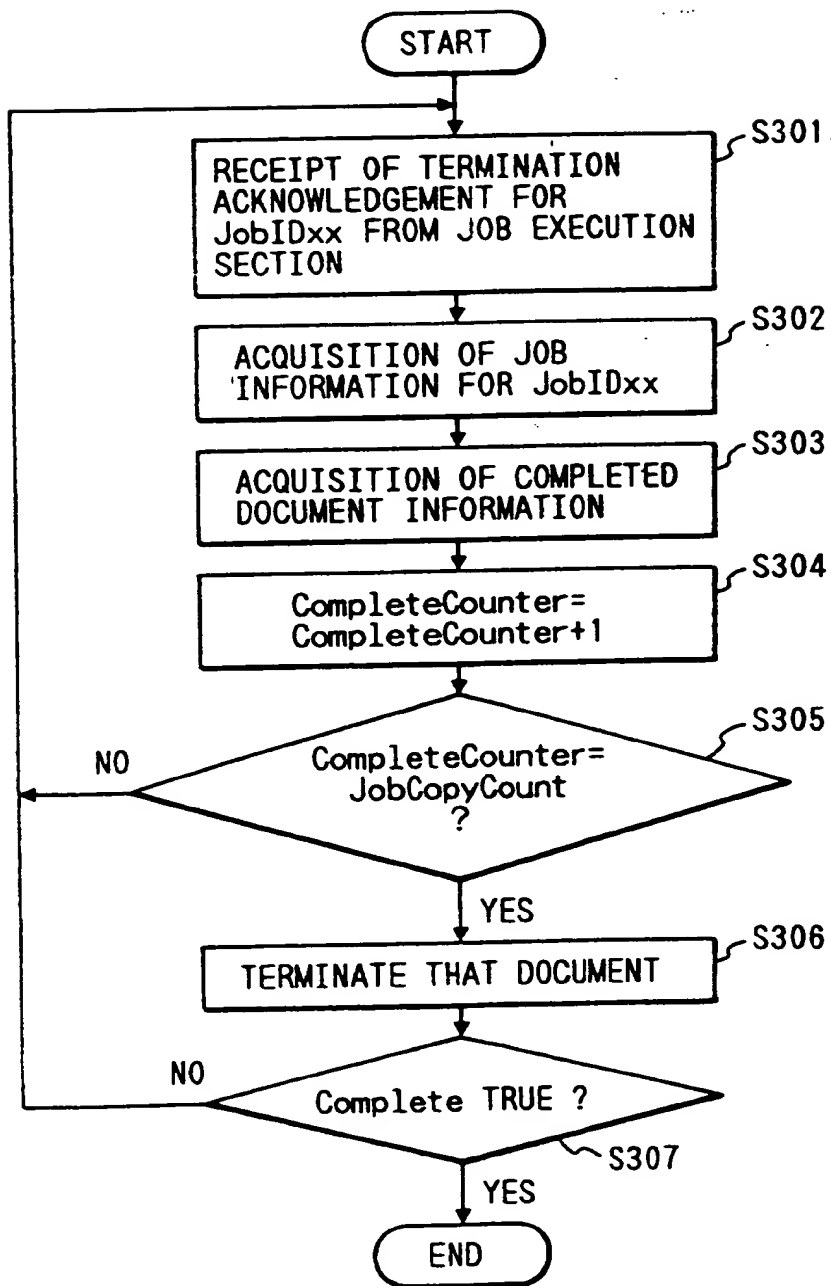 START
S301
RECEIPT OF TERMINATION
ACKNOWLEDGEMENT FOR
JobIDxx FROM JOB EXECUTION
SECTION
S302
ACQUISITION OF JOB
INFORMATION FOR JobIDxx
S303
ACQUISITION OF COMPLETED
DOCUMENT INFORMATION
S304
CompleteCounter=
CompleteCounter+1
S305
NO
CompleteCounter=
JobCopyCount
?
YES
S306
TERMINATE THAT DOCUMENT
NO
Complete TRUE ?
S307
YES
END